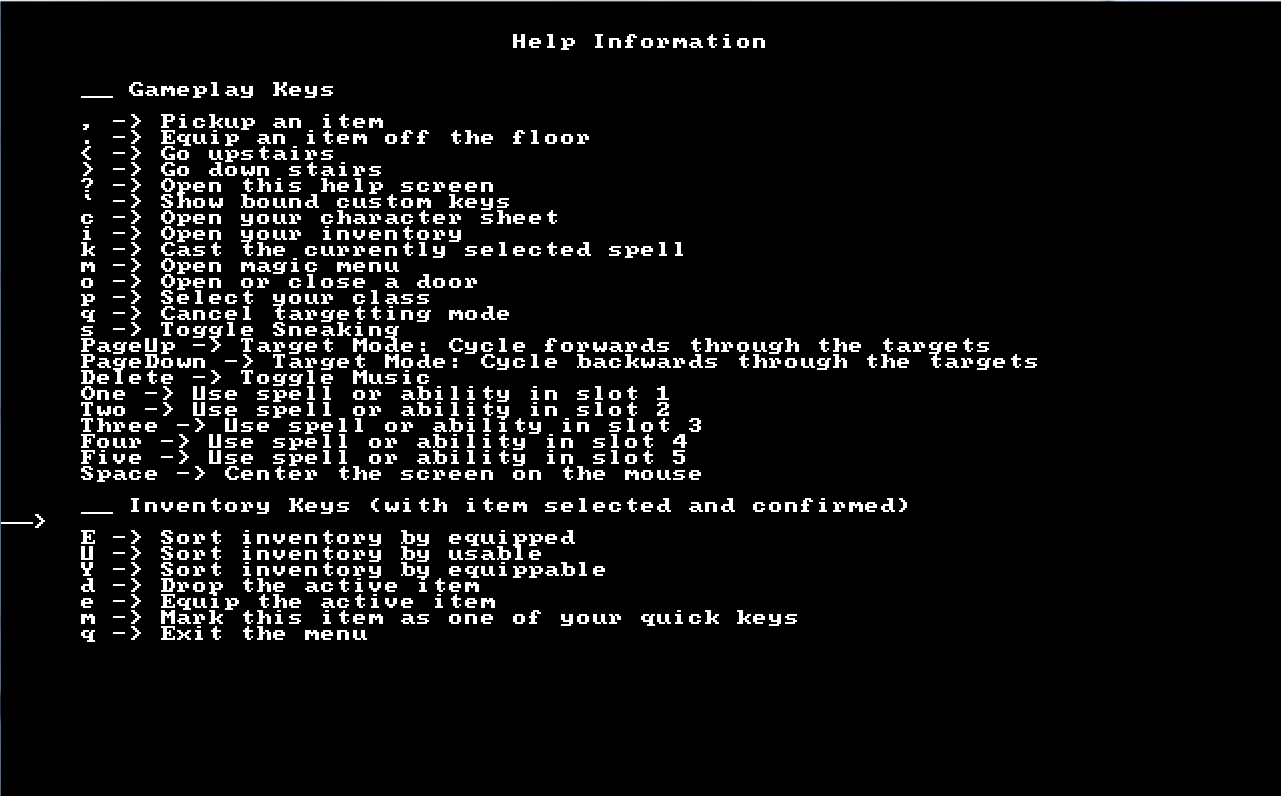 Help Information
__ Gameplay Keys
, -> Pickup an item
. -> Equip an item off the floor
< -> Go upstairs
> -> Go down stairs
? -> Open this help screen
` -> Show bound custom keys
c -> Open your character sheet
i -> Open your inventory
k -> Cast the currently selected spell
m -> Open magic menu
o -> Open or close a door
p -> Select your class
q -> Cancel targetting mode
s -> Toggle Sneaking
PageUp -> Target Mode: Cycle forwards through the targets
PageDown -> Target Mode: Cycle backwards through the targets
Delete -> Toggle Music
One -> Use spell or ability in slot 1
Two -> Use spell or ability in slot 2
Three -> Use spell or ability in slot 3
Four -> Use spell or ability in slot 4
Five -> Use spell or ability in slot 5
Space -> Center the screen on the mouse
__ Inventory Keys (with item selected and confirmed)
-->
E -> Sort inventory by equipped
U -> Sort inventory by usable
Y -> Sort inventory by equippable
d -> Drop the active item
e -> Equip the active item
m -> Mark this item as one of your quick keys
q -> Exit the menu